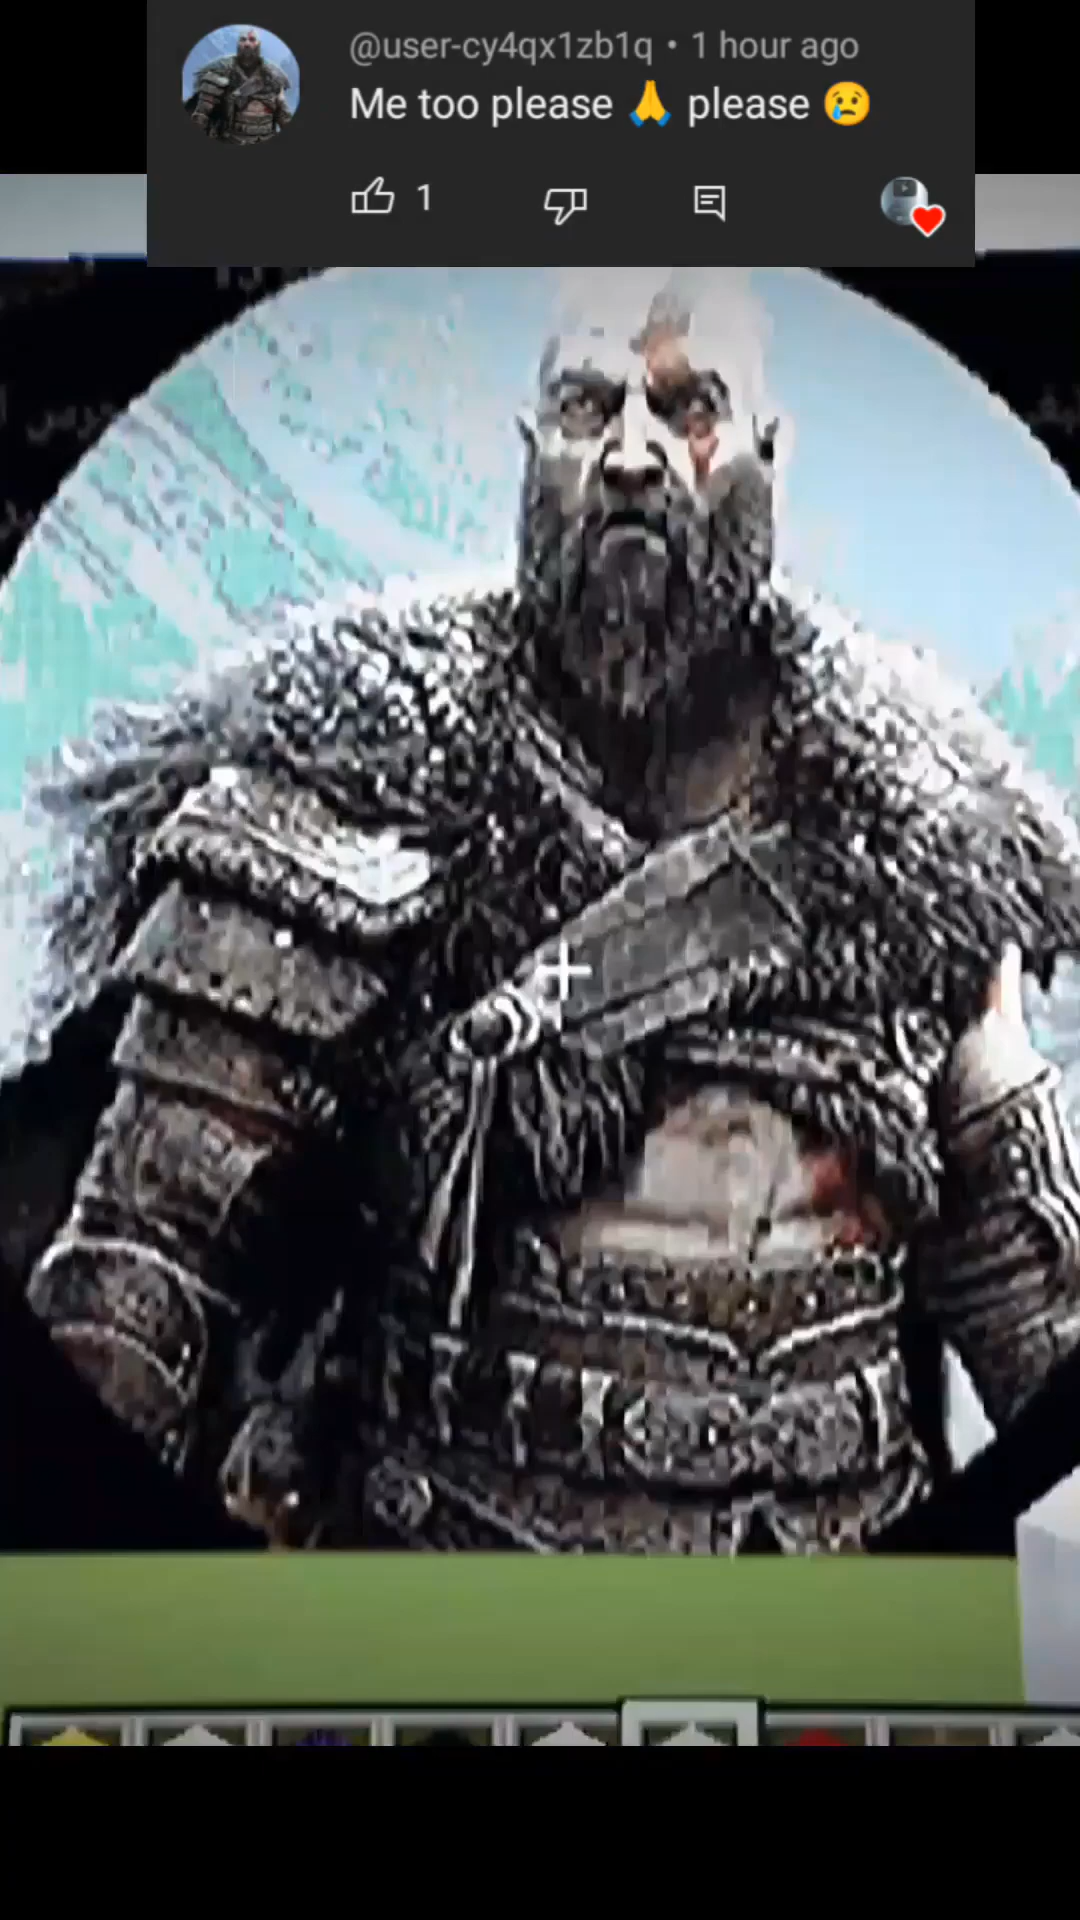 @user-cy4qx1zb1q • 1 hour ago
Me too please 🙏 please 😢
1